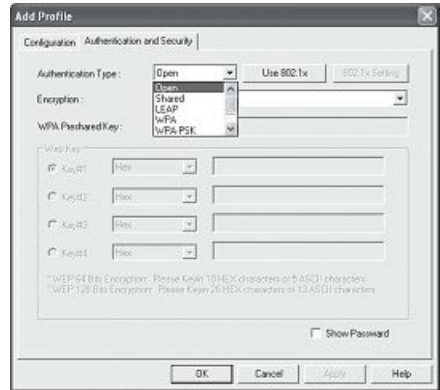 Add Profile
Configuration Authentication and Security
Authentication Type : Open Use 802.1x 802.1x Setting
Open
Encryption : Shared
LEAP
WPA
WPA Preshared Key : WPA-PSK
Wep Key
Key#1 Hex
Key#2 Hex
Key#3 Hex
Key#4 Hex
* WEP 64 Bits Encryption: Please Keyin 10 HEX characters or 5 ASCII characters
* WEP 128 Bits Encryption: Please Keyin 26 HEX characters or 13 ASCII characters
Show Password
OK Cancel Apply Help